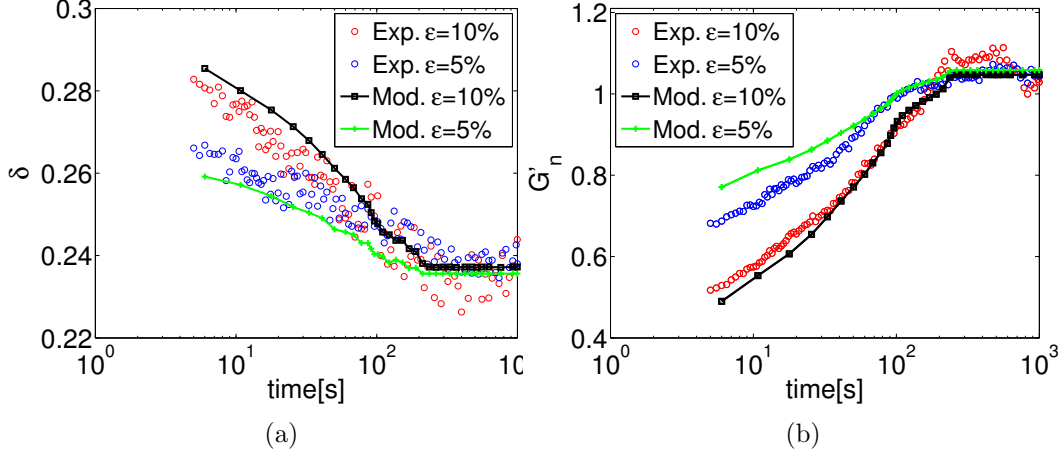 0.3
0.28
0.26
0.24
0.22
δ
10^0
10^1
10^2
10
time[s]
Exp. ε=10%
Exp. ε=5%
Mod. ε=10%
Mod. ε=5%
(a)
1.2
1
0.8
0.6
0.4
G'n
10^0
10^1
10^2
10^3
time[s]
Exp. ε=10%
Exp. ε=5%
Mod. ε=10%
Mod. ε=5%
(b)